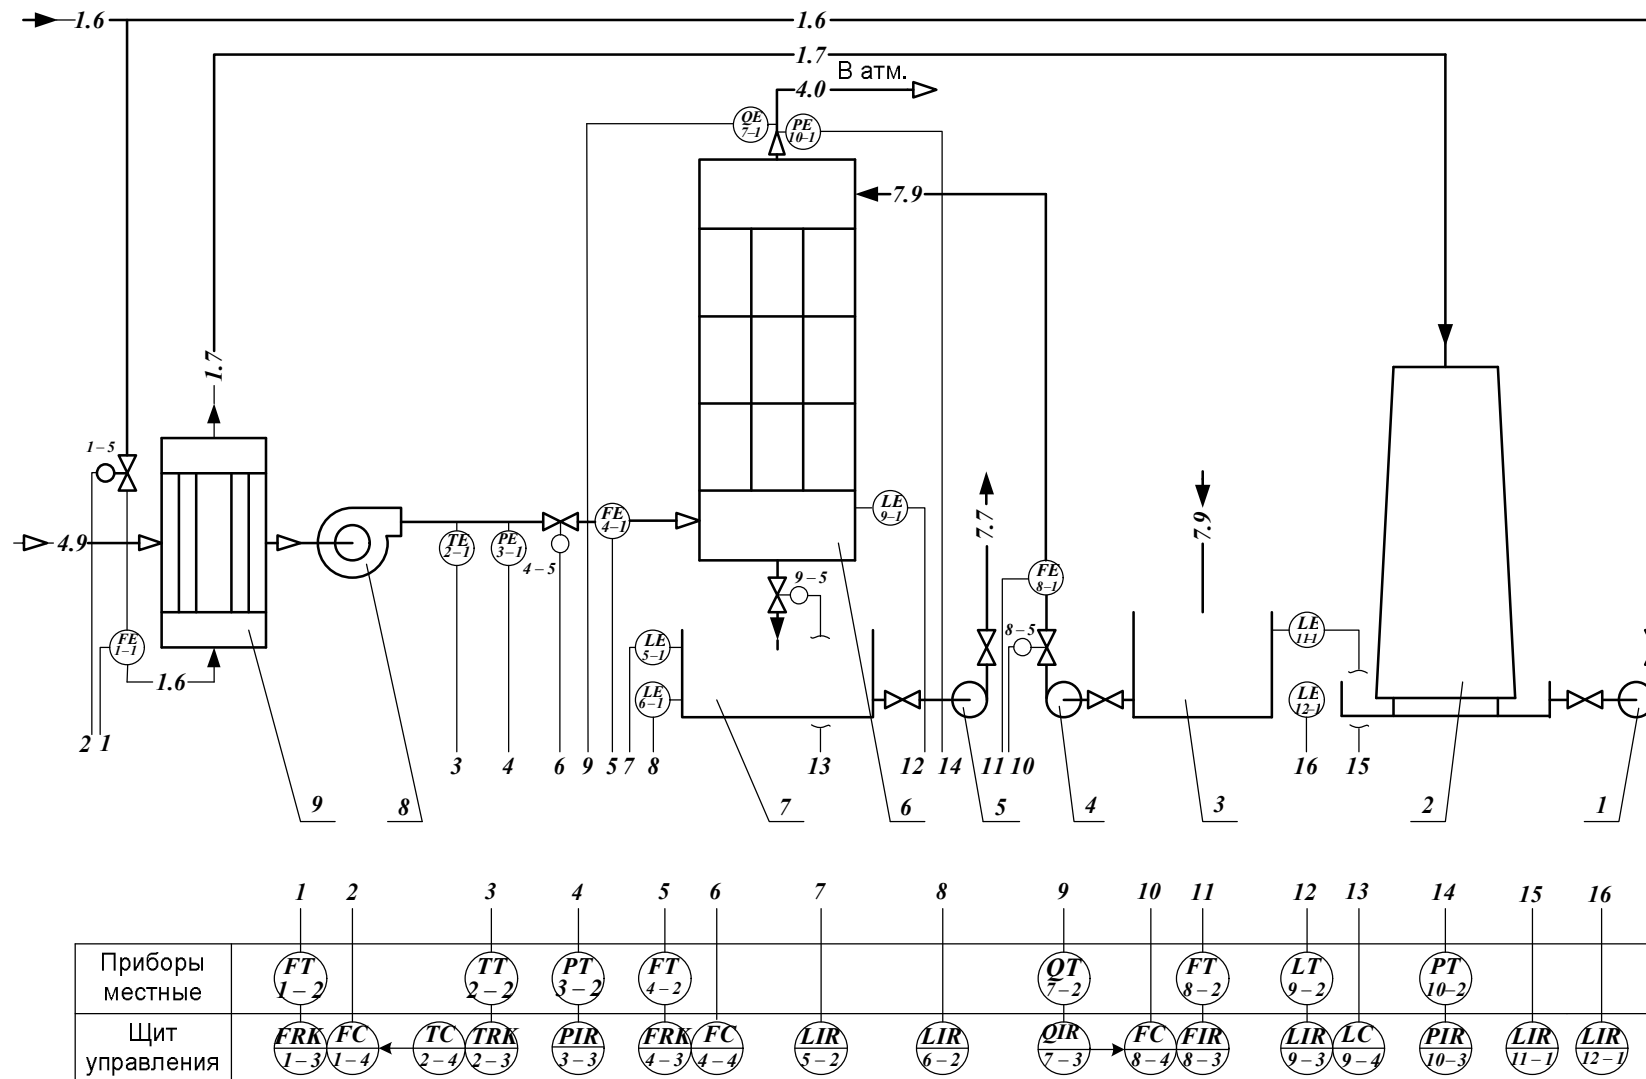 1.6
1.6
1.7
В атм.
4.0
QE
7–1
PE
10–1
7.9
1.7
1–5
4.9
FE
1–1
1.6
TE
2–1
PE
3–1
4–5
FE
4–1
LE
9–1
9–5
7.7
7.9
FE
8–1
8–5
LE
5–1
LE
6–1
LE
11-1
LE
12–1
2 1 3 4 6 9 5 7 8 13 12 14 11 10 16 15
9 8 7 6 5 4 3 2 1
1 2 3 4 5 6 7 8 9 10 11 12 13 14 15 16
Приборы
местные
FT
1–2
TT
2–2
PT
3–2
FT
4–2
QT
7–2
FT
8–2
LT
9–2
PT
10–2
Щит
управления
FRK
1–3
FC
1–4
TC
2–4
TRK
2–3
PIR
3–3
FRK
4–3
FC
4–4
LIR
5–2
LIR
6–2
QIR
7–3
FC
8–4
FIR
8–3
LIR
9–3
LC
9–4
PIR
10–3
LIR
11–1
LIR
12–1